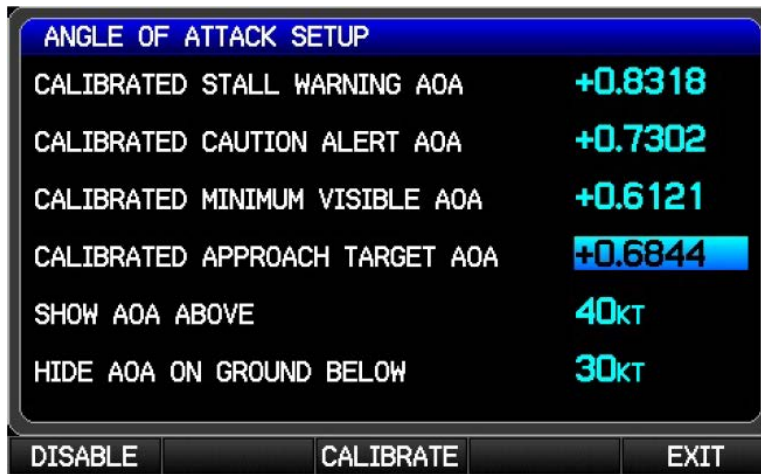 ANGLE OF ATTACK SETUP
CALIBRATED STALL WARNING AOA +0.8318
CALIBRATED CAUTION ALERT AOA +0.7302
CALIBRATED MINIMUM VISIBLE AOA +0.6121
CALIBRATED APPROACH TARGET AOA +0.6844
SHOW AOA ABOVE 40KT
HIDE AOA ON GROUND BELOW 30KT
DISABLE CALIBRATE EXIT